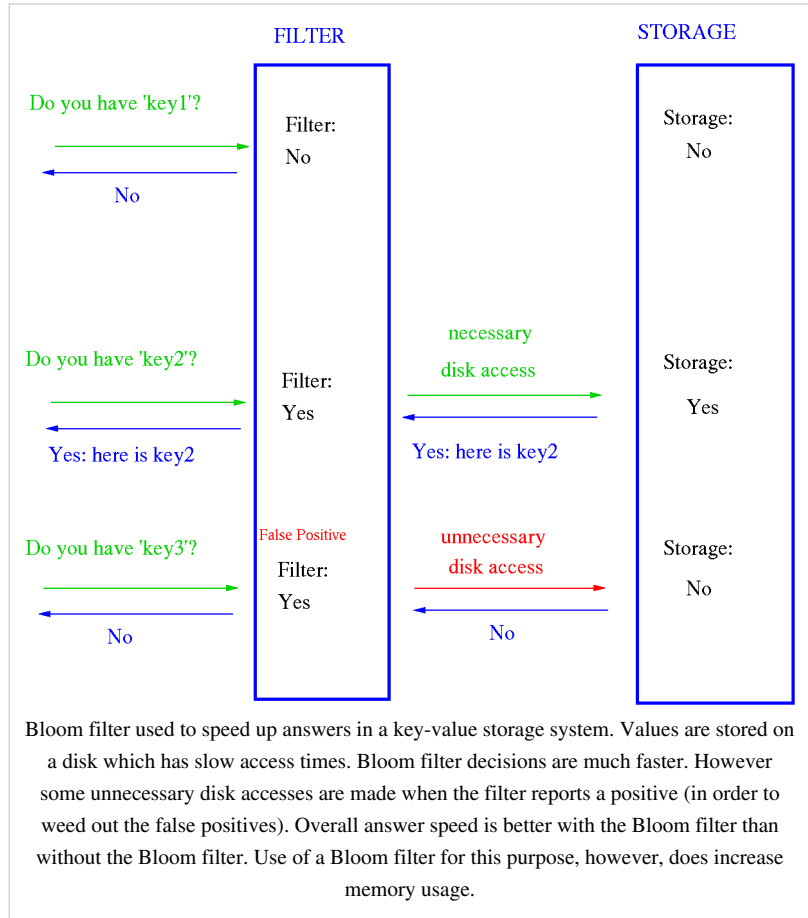 FILTER
STORAGE
Do you have 'key1'?
Filter:
No
No
Storage:
No
Do you have 'key2'?
Filter:
Yes
Yes: here is key2
necessary
disk access
Yes: here is key2
Storage:
Yes
Do you have 'key3'?
False Positive
Filter:
Yes
No
unnecessary
disk access
No
Storage:
No
Bloom filter used to speed up answers in a key-value storage system. Values are stored on
a disk which has slow access times. Bloom filter decisions are much faster. However
some unnecessary disk accesses are made when the filter reports a positive (in order to
weed out the false positives). Overall answer speed is better with the Bloom filter than
without the Bloom filter. Use of a Bloom filter for this purpose, however, does increase
memory usage.